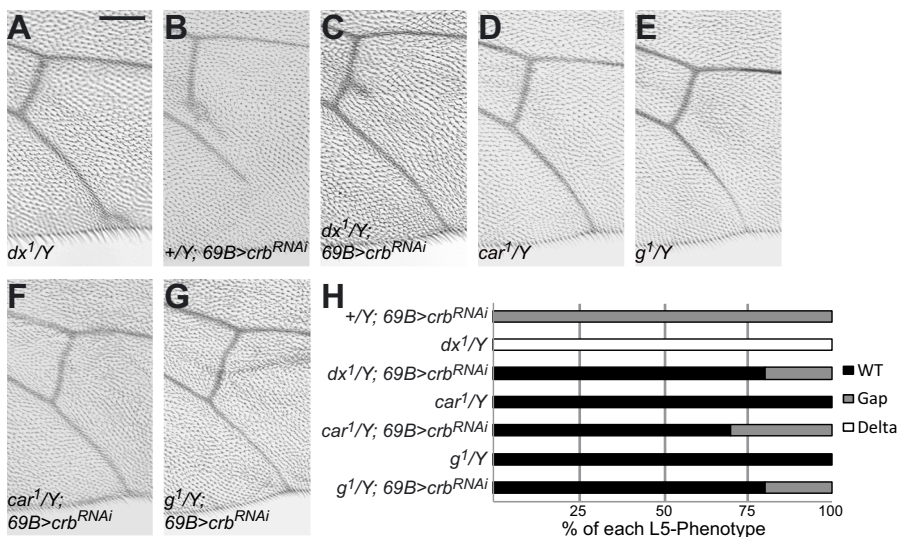 A
B
C
D
E
dx¹/Y
+/Y; 69B>crbRNAi
dx¹/Y;
69B>crbRNAi
car¹/Y
g¹/Y
F
G
car¹/Y;
69B>crbRNAi
g¹/Y;
69B>crbRNAi
H
+/Y; 69B>crbRNAi
dx¹/Y
dx¹/Y; 69B>crbRNAi
car¹/Y
car¹/Y; 69B>crbRNAi
g¹/Y
g¹/Y; 69B>crbRNAi
WT
Gap
Delta
25 50 75 100
% of each L5-Phenotype